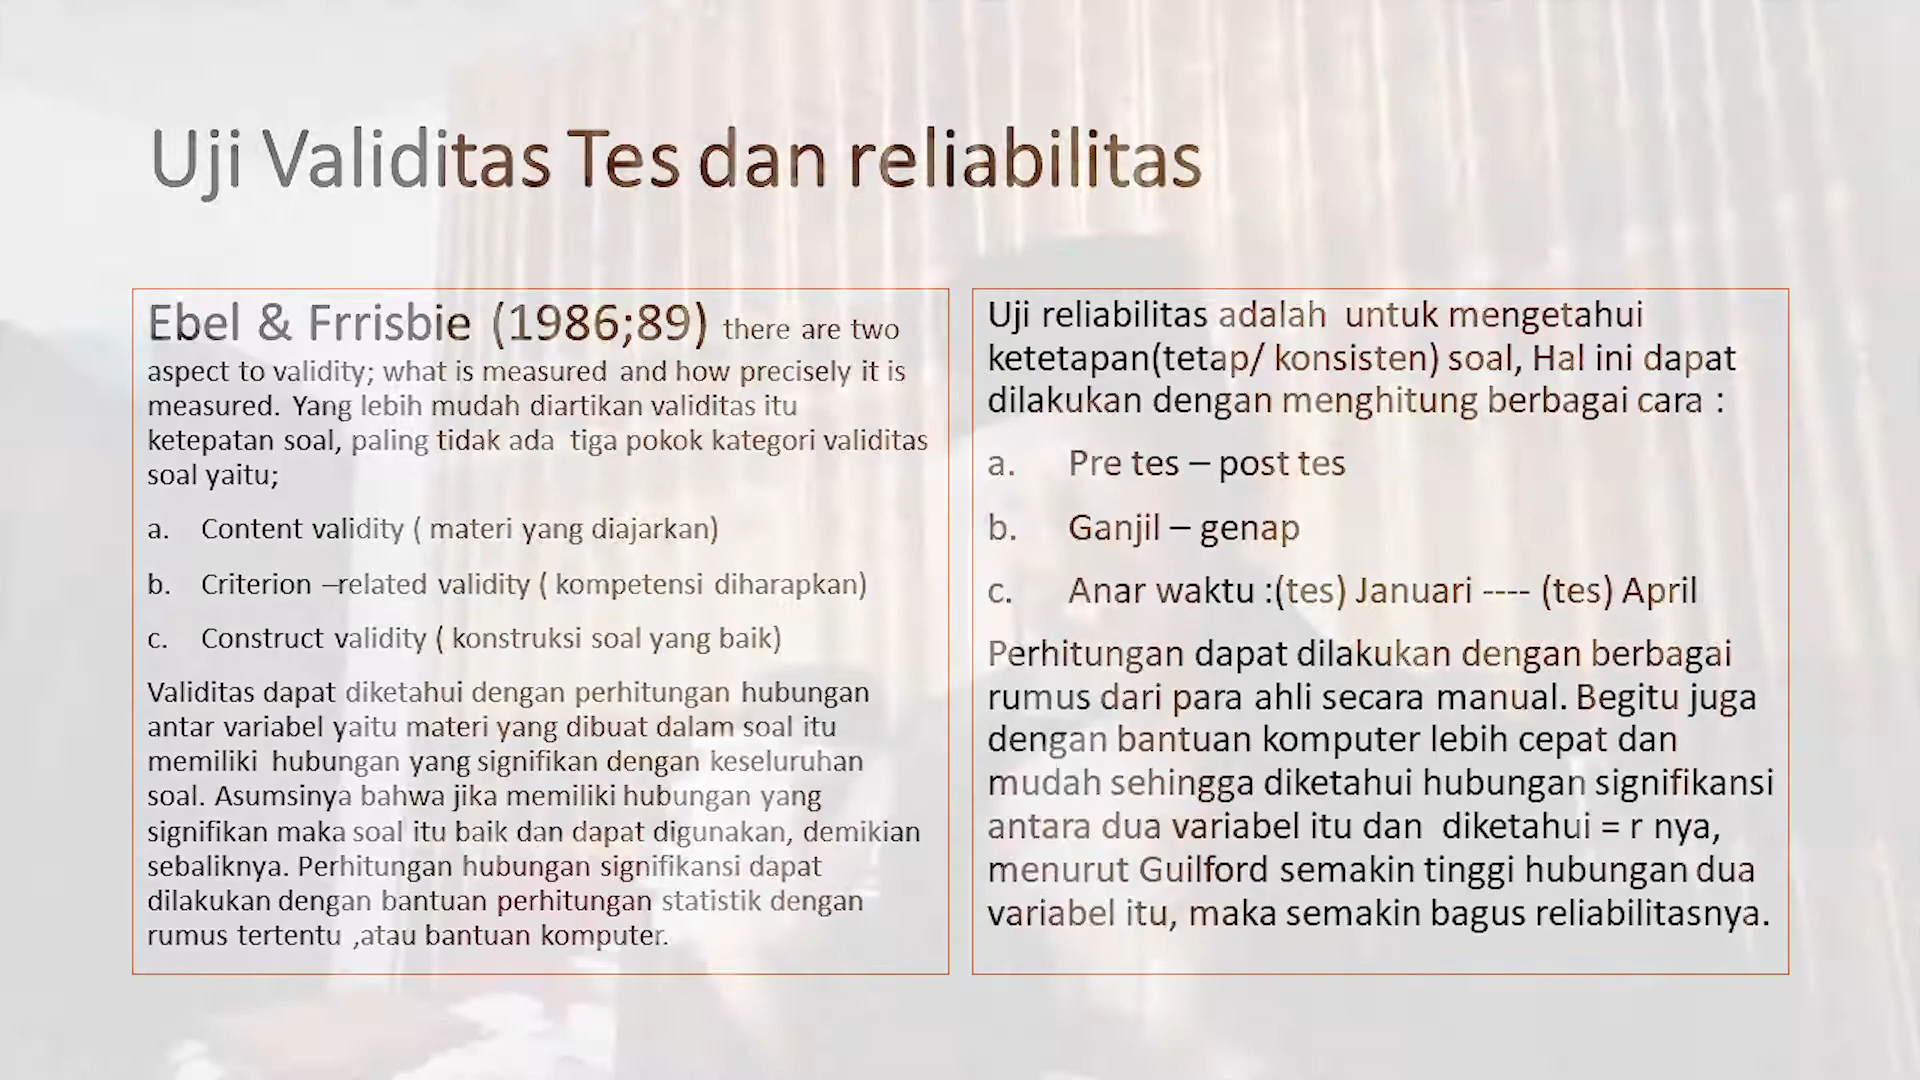 Uji Validitas Tes dan reliabilitas
Ebel & Frrisbie (1986;89) there are two
aspect to validity; what is measured and how precisely it is
measured. Yang lebih mudah diartikan validitas itu
ketepatan soal, paling tidak ada tiga pokok kategori validitas
soal yaitu;
a. Content validity ( materi yang diajarkan)
b. Criterion –related validity ( kompetensi diharapkan)
c. Construct validity ( konstruksi soal yang baik)
Validitas dapat diketahui dengan perhitungan hubungan
antar variabel yaitu materi yang dibuat dalam soal itu
memiliki hubungan yang signifikan dengan keseluruhan
soal. Asumsinya bahwa jika memiliki hubungan yang
signifikan maka soal itu baik dan dapat digunakan, demikian
sebaliknya. Perhitungan hubungan signifikansi dapat
dilakukan dengan bantuan perhitungan statistik dengan
rumus tertentu ,atau bantuan komputer.
Uji reliabilitas adalah untuk mengetahui
ketetapan(tetap/ konsisten) soal, Hal ini dapat
dilakukan dengan menghitung berbagai cara :
a. Pre tes – post tes
b. Ganjil – genap
c. Anar waktu :(tes) Januari ---- (tes) April
Perhitungan dapat dilakukan dengan berbagai
rumus dari para ahli secara manual. Begitu juga
dengan bantuan komputer lebih cepat dan
mudah sehingga diketahui hubungan signifikansi
antara dua variabel itu dan diketahui = r nya,
menurut Guilford semakin tinggi hubungan dua
variabel itu, maka semakin bagus reliabilitasnya.